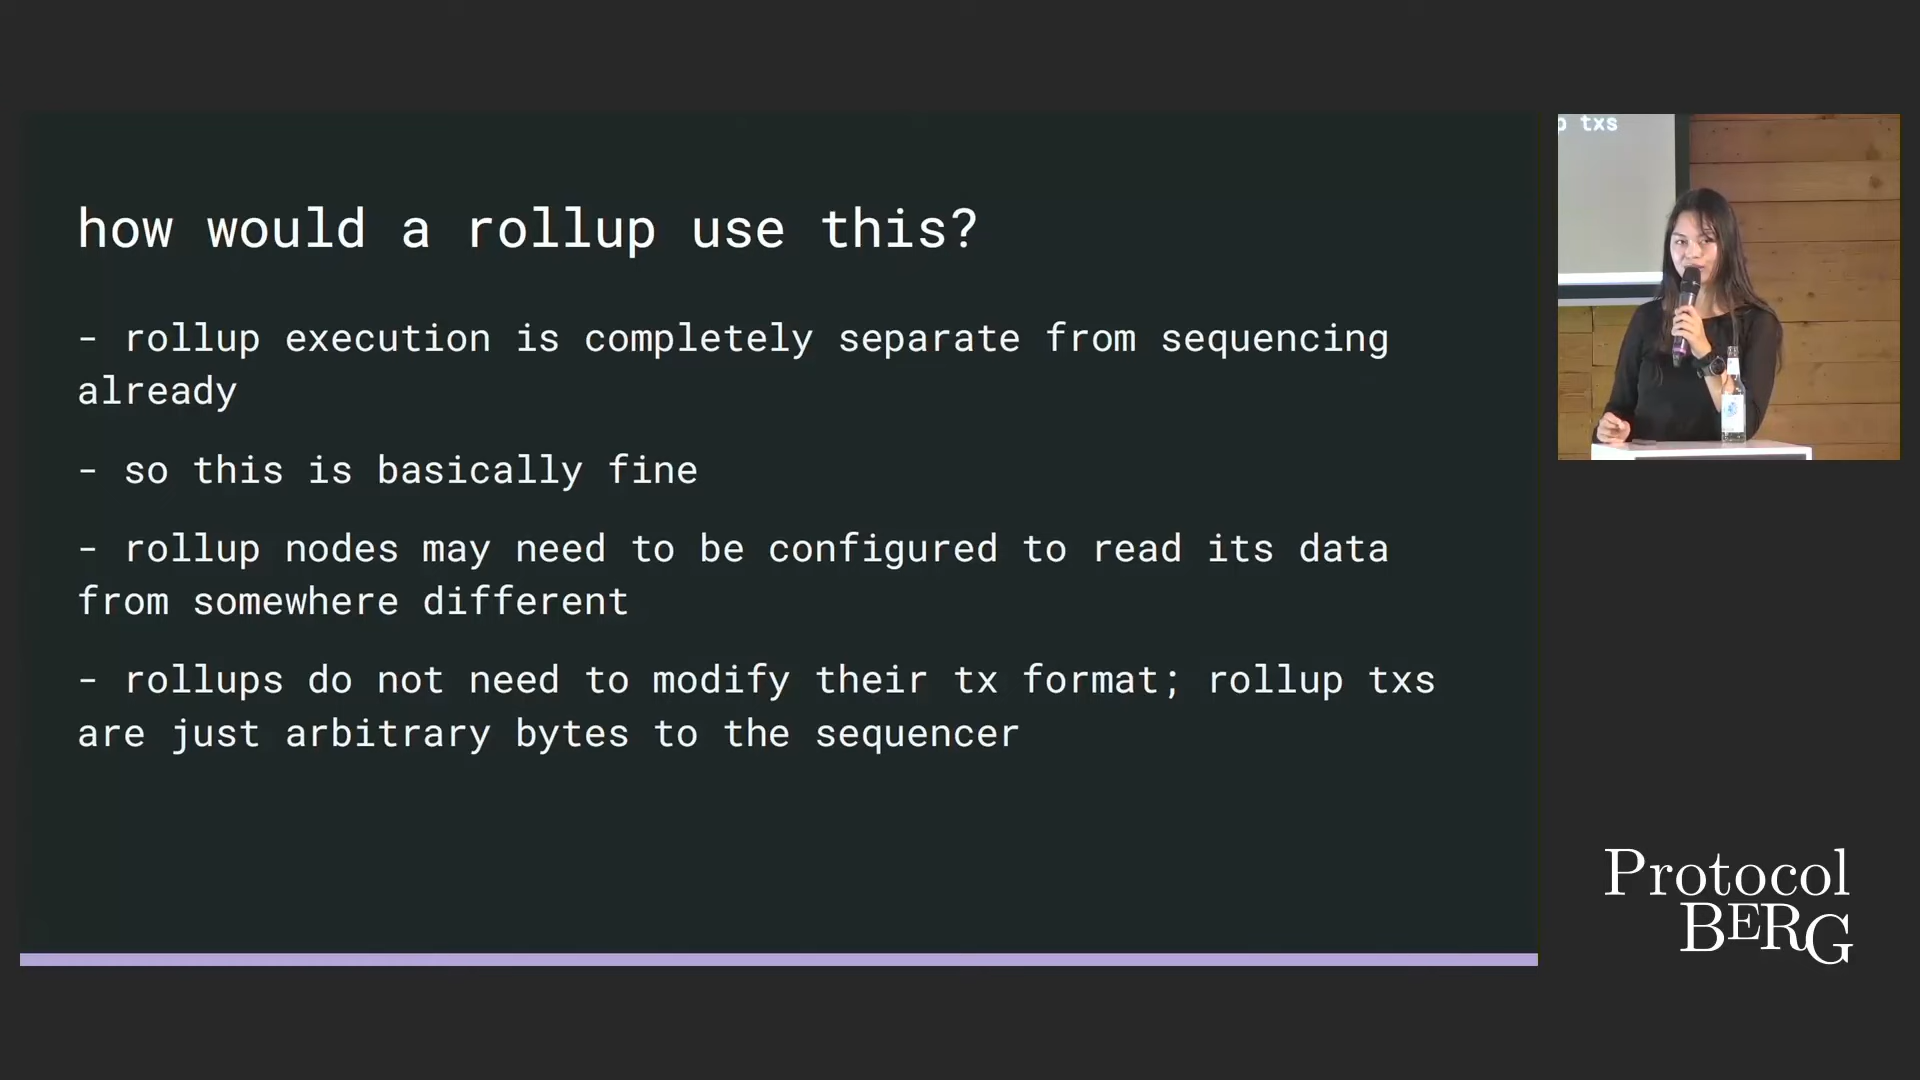 how would a rollup use this?
- rollup execution is completely separate from sequencing
already
- so this is basically fine
- rollup nodes may need to be configured to read its data
from somewhere different
- rollups do not need to modify their tx format; rollup txs
are just arbitrary bytes to the sequencer
txs
Protocol
BERG